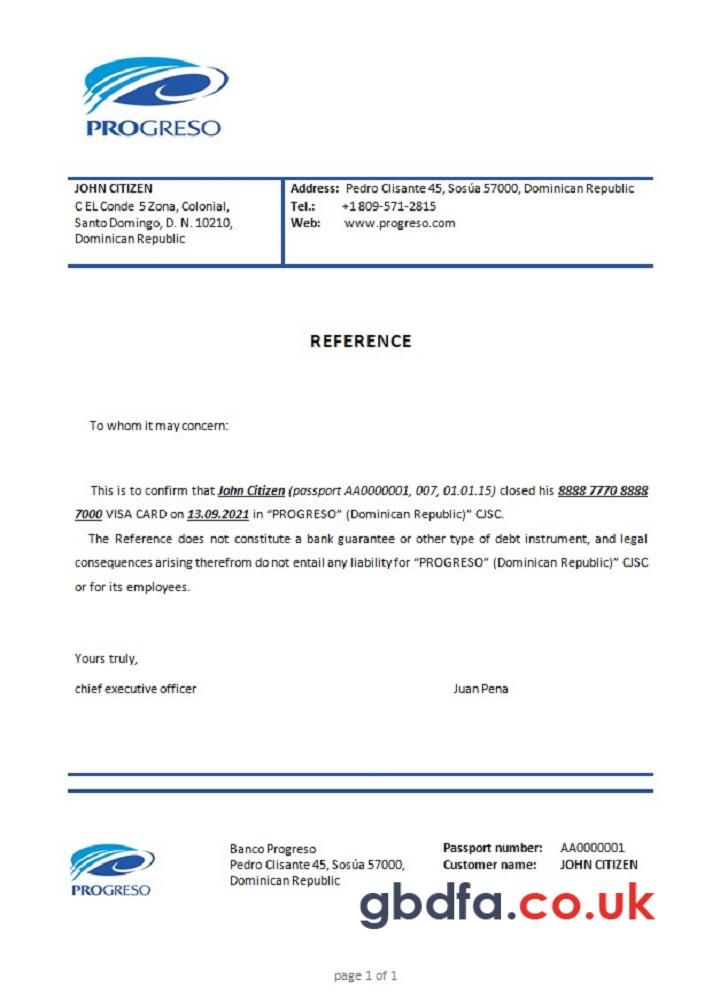 PROGRESO
JOHN CITIZEN
C EL Conde 5 Zona, Colonial,
Santo Domingo, D. N. 10210,
Dominican Republic
Address: Pedro Clisante 45, Sosúa 57000, Dominican Republic
Tel.: +1 809-571-2815
Web: www.progreso.com
REFERENCE
To whom it may concern:
This is to confirm that John Citizen (passport AA0000001, 007, 01.01.15) closed his 8888 7770 8888
7000 VISA CARD on 13.09.2021 in “PROGRESO” (Dominican Republic)” CJSC.
The Reference does not constitute a bank guarantee or other type of debt instrument, and legal
consequences arising therefrom do not entail any liability for “PROGRESO” (Dominican Republic)” CJSC
or for its employees.
Yours truly,
chief executive officer Juan Pena
PROGRESO
Banco Progreso
Pedro Clisante 45, Sosúa 57000,
Dominican Republic
Passport number: AA0000001
Customer name: JOHN CITIZEN
gbdfa.co.uk
page 1 of 1